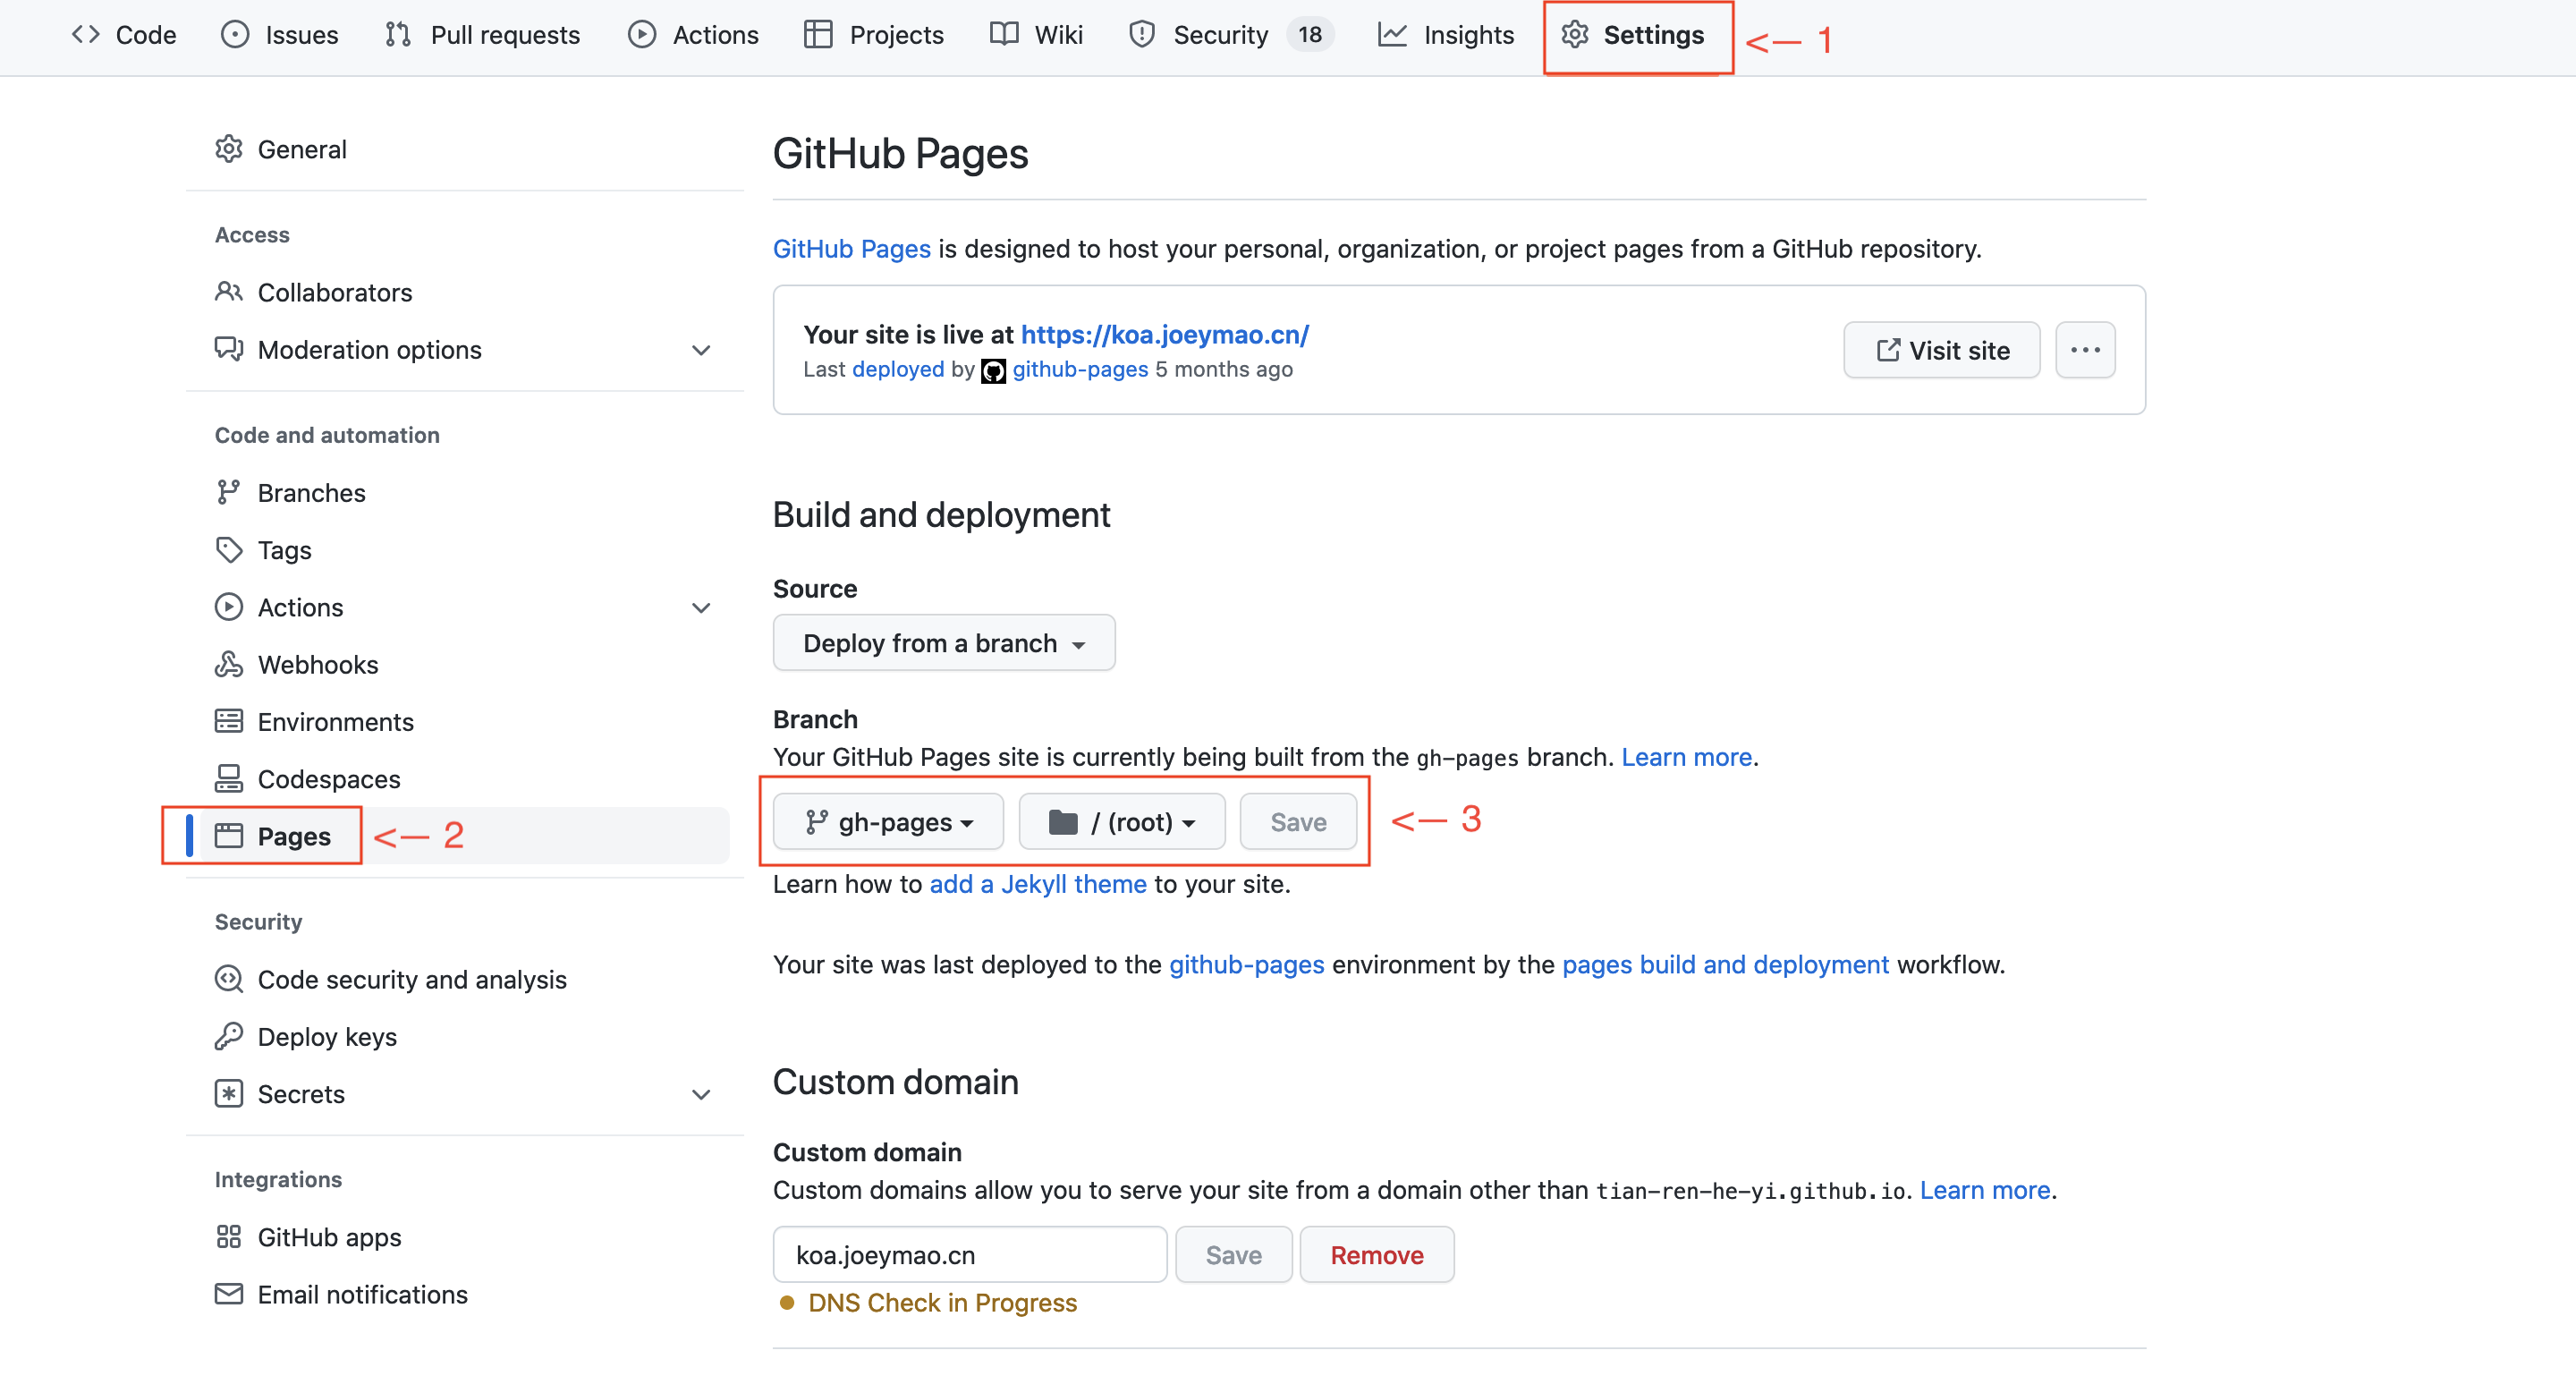 Code Issues Pull requests Actions Projects Wiki Security 18 Insights Settings <— 1
General
Access
Collaborators
Moderation options
Code and automation
Branches
Tags
Actions
Webhooks
Environments
Codespaces
Pages <— 2
Security
Code security and analysis
Deploy keys
Secrets
Integrations
GitHub apps
Email notifications
GitHub Pages
GitHub Pages is designed to host your personal, organization, or project pages from a GitHub repository.
Your site is live at https://koa.joeymao.cn/
Last deployed by github-pages 5 months ago
Visit site ...
Build and deployment
Source
Deploy from a branch
Branch
Your GitHub Pages site is currently being built from the gh-pages branch. Learn more.
gh-pages / (root) Save <— 3
Learn how to add a Jekyll theme to your site.
Your site was last deployed to the github-pages environment by the pages build and deployment workflow.
Custom domain
Custom domain
Custom domains allow you to serve your site from a domain other than tian-ren-he-yi.github.io. Learn more.
koa.joeymao.cn Save Remove
DNS Check in Progress